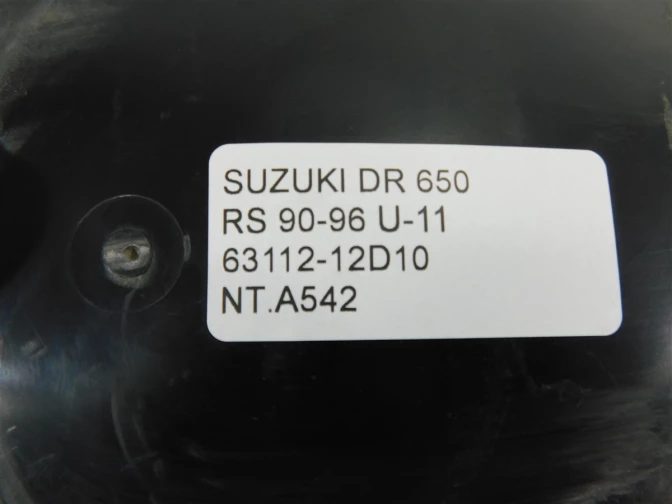 SUZUKI DR 650
RS 90-96 U-11
63112-12D10
NT.A542